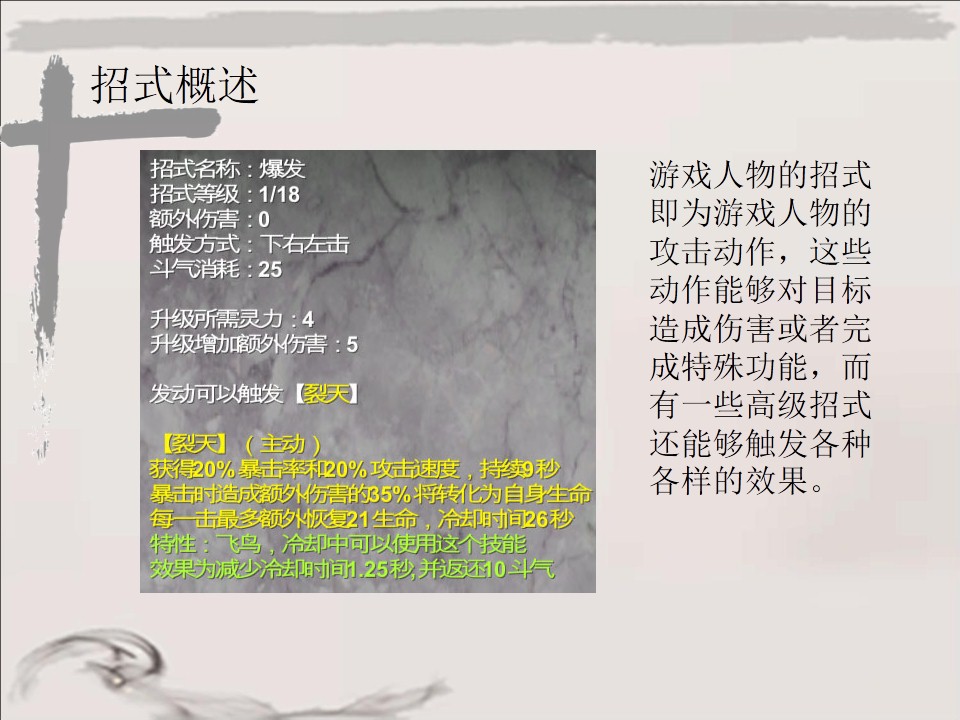 招式概述
招式名称：爆发
招式等级：1/18
额外伤害：0
触发方式：下右左击
斗气消耗：25
升级所需灵力：4
升级增加额外伤害：5
发动可以触发【裂天】
【裂天】（主动）
获得20%暴击率和20%攻击速度，持续9秒
暴击时造成额外伤害的35%将转化为自身生命
每一击最多额外恢复21生命，冷却时间26秒
特性：飞鸟，冷却中可以使用这个技能
效果为减少冷却时间1.25秒,并返还10斗气
游戏人物的招式
即为游戏人物的
攻击动作，这些
动作能够对目标
造成伤害或者完
成特殊功能，而
有一些高级招式
还能够触发各种
各样的效果。